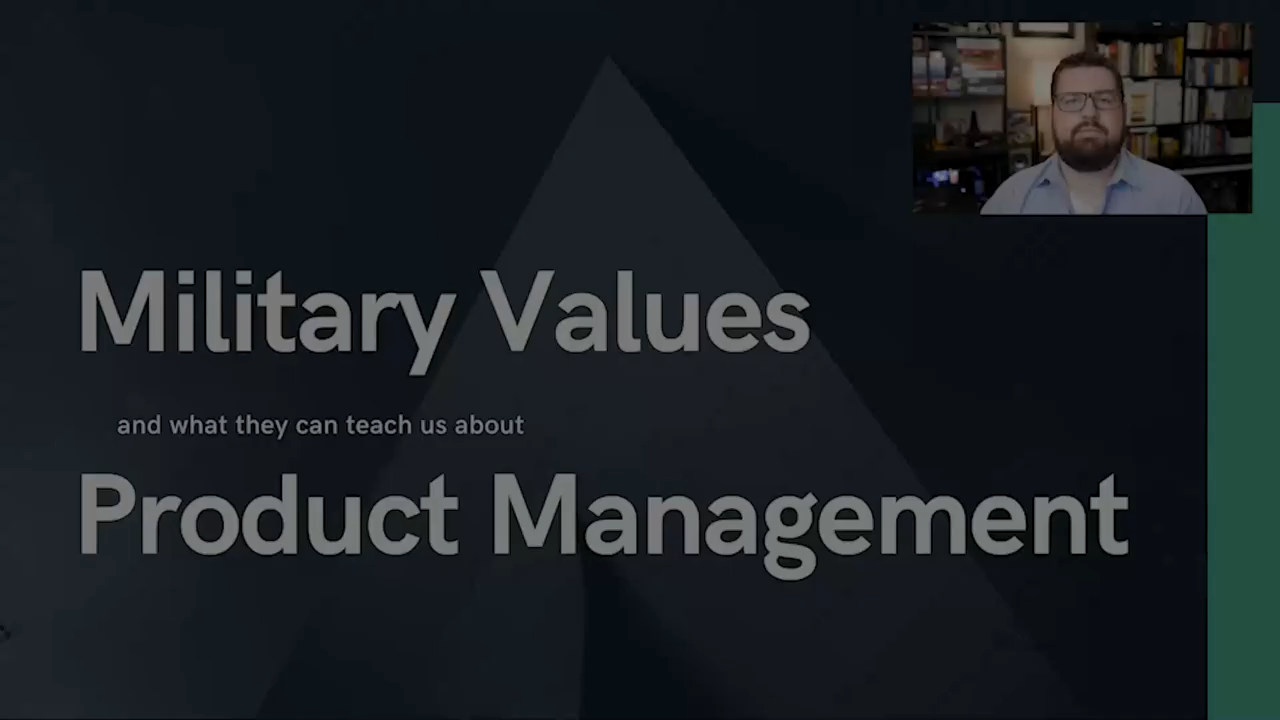 Military Values
and what they can teach us about
Product Management